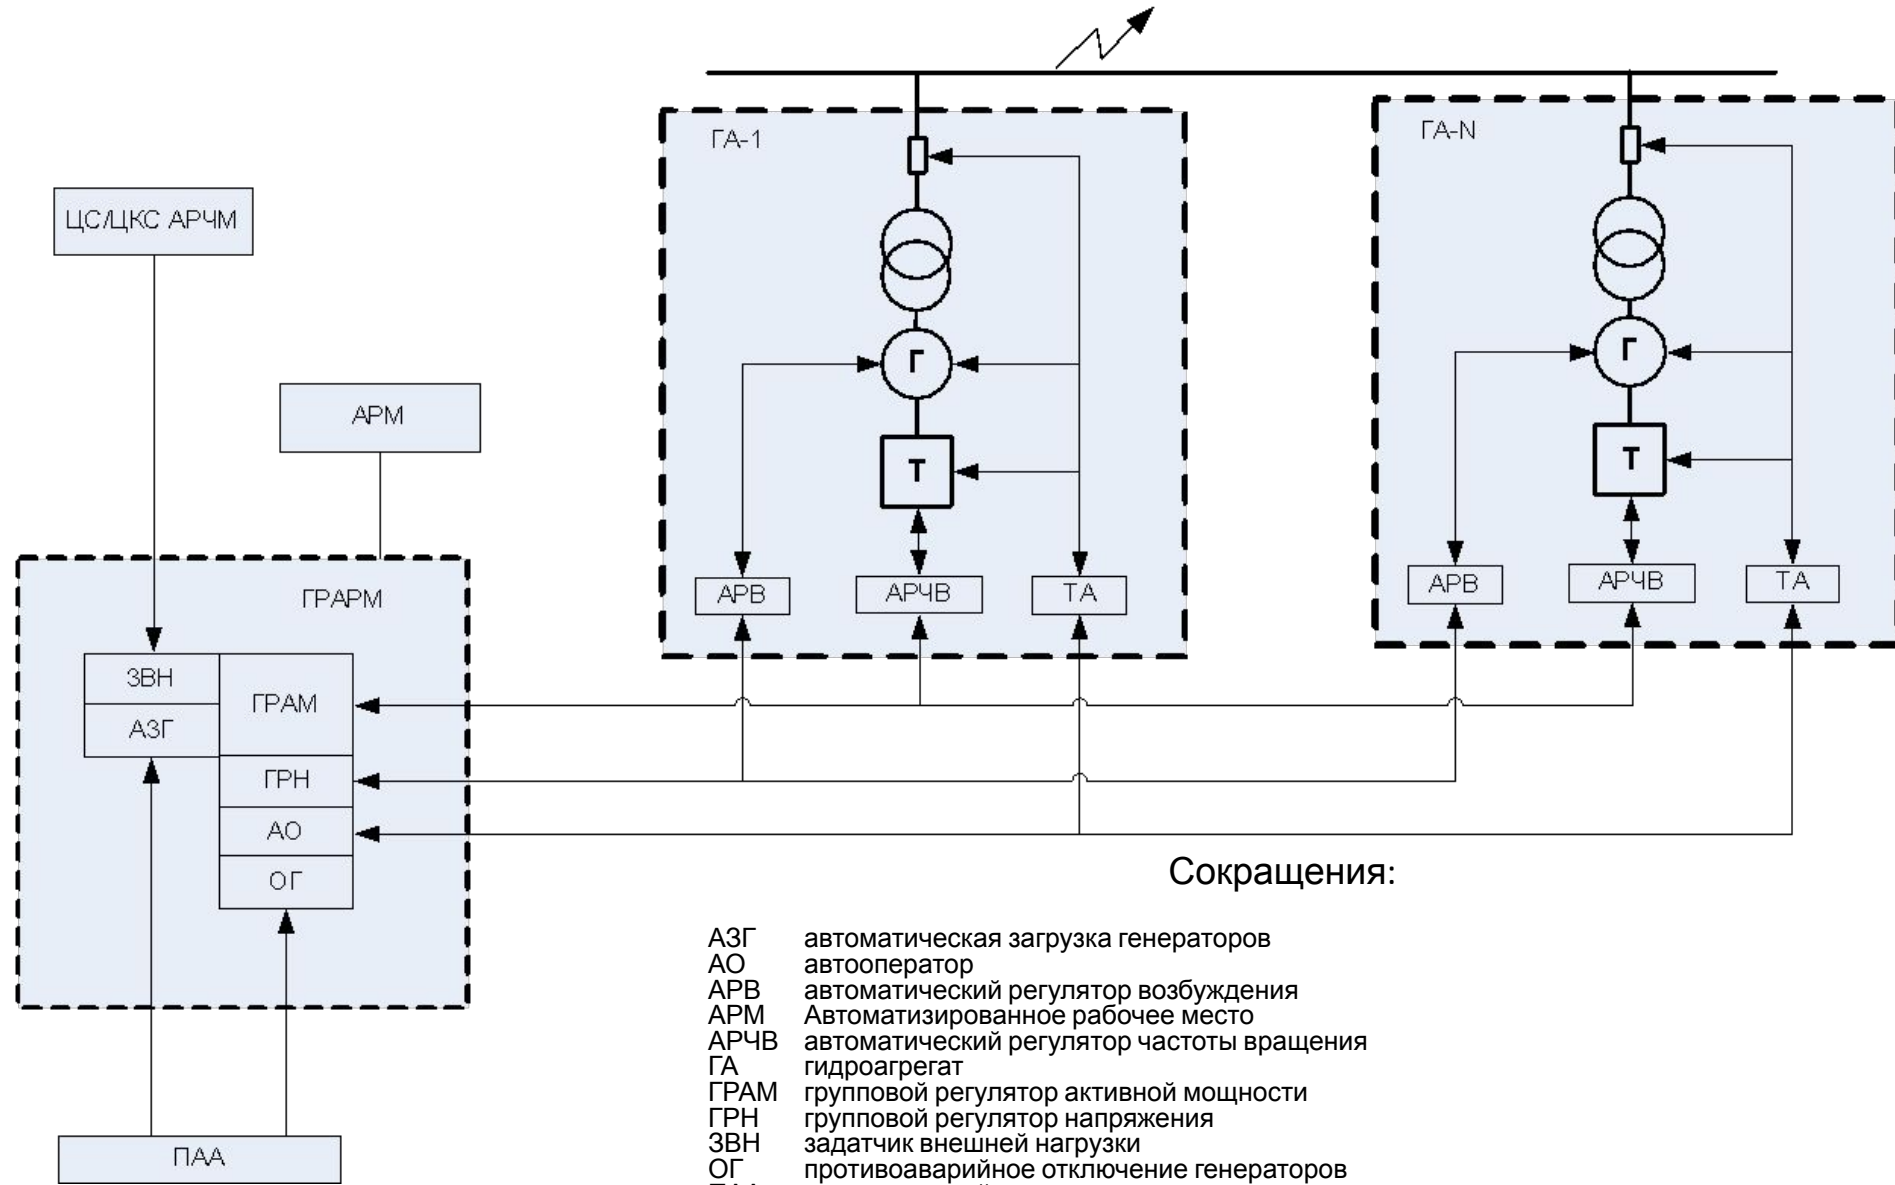 ГА-1
ГА-N
ЦС/ЦКС АРЧМ
АРМ
Г
Г
Т
Т
ГРАРМ
АРВ
АРЧВ
ТА
АРВ
АРЧВ
ТА
ЗВН
ГРАМ
АЗГ
ГРН
АО
ОГ
ПАА
Сокращения:
АЗГ автоматическая загрузка генераторов
АО автооператор
АРВ автоматический регулятор возбуждения
АРМ Автоматизированное рабочее место
АРЧВ автоматический регулятор частоты вращения
ГА гидроагрегат
ГРАМ групповой регулятор активной мощности
ГРН групповой регулятор напряжения
ЗВН задатчик внешней нагрузки
ОГ противоаварийное отключение генераторов